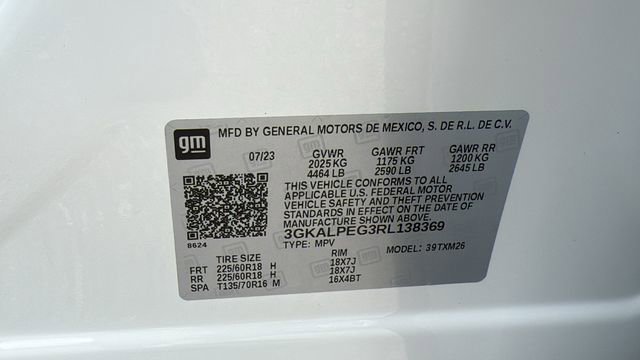 gm MFD BY GENERAL MOTORS DE MEXICO, S. DE R.L. DE C.V.
07/23 GVWR GAWR FRT GAWR RR
2025 KG 1175 KG 1200 KG
4464 LB 2590 LB 2645 LB
THIS VEHICLE CONFORMS TO ALL
APPLICABLE U.S. FEDERAL MOTOR
VEHICLE SAFETY AND THEFT PREVENTION
STANDARDS IN EFFECT ON THE DATE OF
MANUFACTURE SHOWN ABOVE.
3GKALPEG3RL138369
8624 TYPE: MPV MODEL: 39TXM26
TIRE SIZE RIM
FRT 225/60R18 H 18X7J
RR 225/60R18 H 18X7J
SPA T135/70R16 M 16X4BT